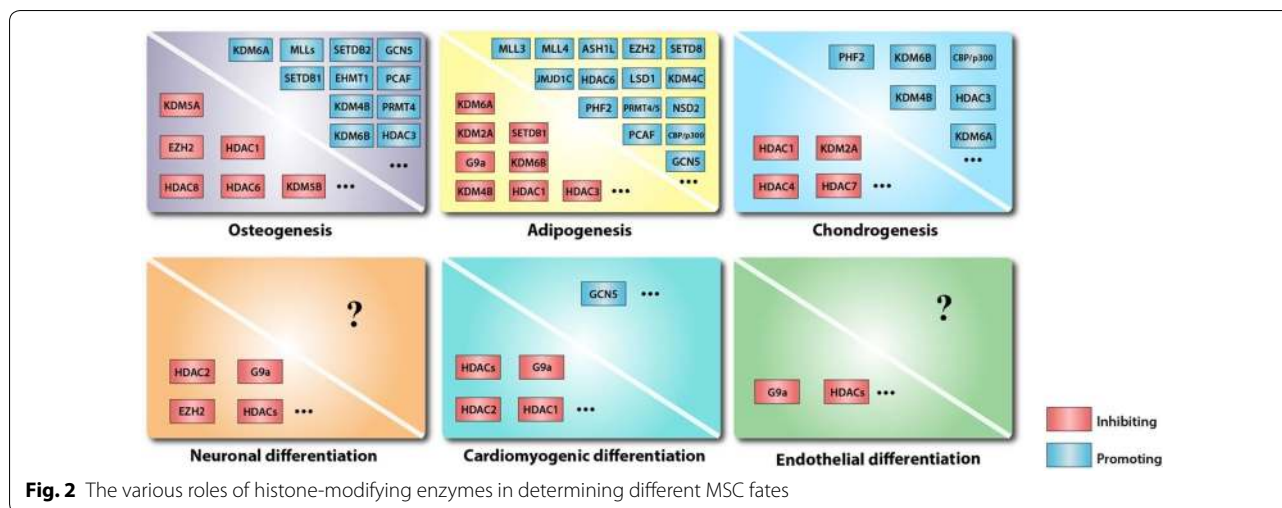 KDM6A MLLs SETDB2 GCN5
SETDB1 EHMT1 PCAF
KDM5A KDM4B PRMT4
EZH2 HDAC1 KDM6B HDAC3
•••
HDAC8 HDAC6 KDM5B •••
Osteogenesis
MLL3 MLL4 ASH1L EZH2 SETD8
JMJD1C HDAC6 LSD1 KDM4C
KDM6A PHF2 PRMT4/5 NSD2
KDM2A SETDB1 PCAF CBP/p300
G9a KDM6B GCN5
•••
KDM4B HDAC1 HDAC3 •••
Adipogenesis
PHF2 KDM6B CBP/p300
KDM4B HDAC3
KDM6A
HDAC1 KDM2A •••
HDAC4 HDAC7 •••
Chondrogenesis
?
HDAC2 G9a
EZH2 HDACs •••
Neuronal differentiation
GCN5 •••
HDACs G9a
HDAC2 HDAC1 •••
Cardiomyogenic differentiation
?
G9a HDACs •••
Endothelial differentiation
Inhibiting
Promoting
Fig. 2 The various roles of histone-modifying enzymes in determining different MSC fates